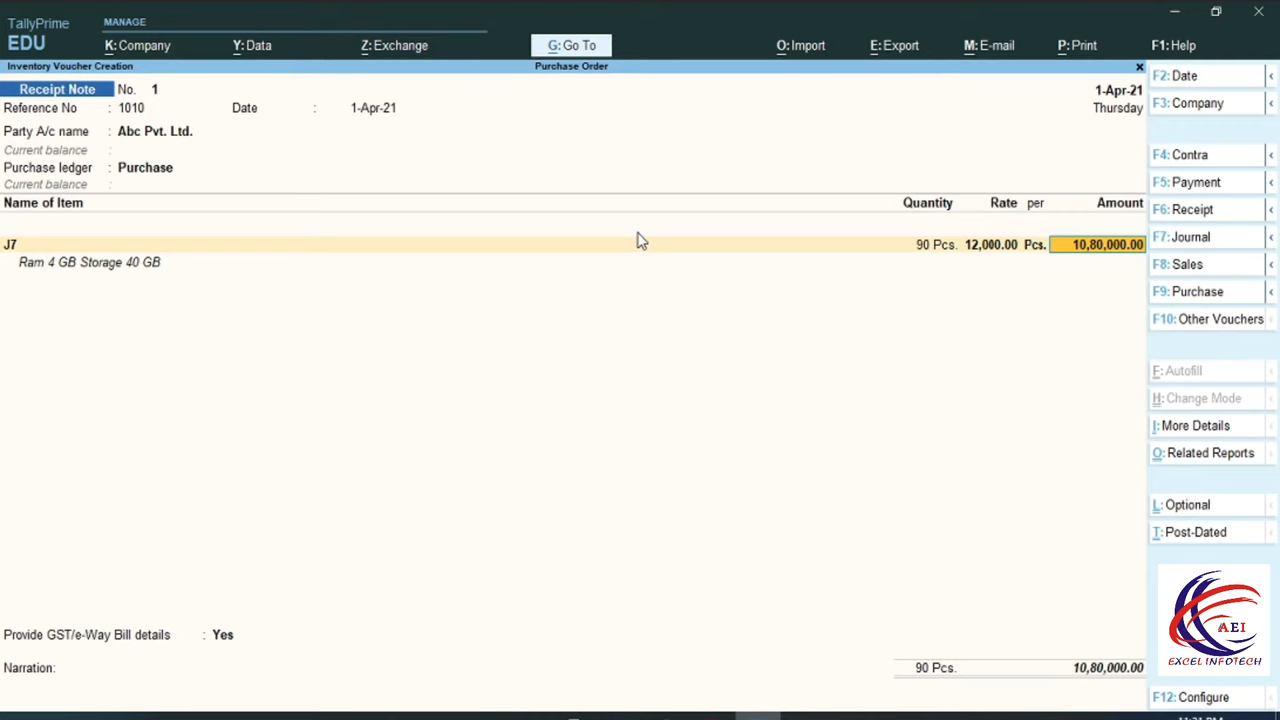 TallyPrime
EDU
MANAGE
K: Company Y: Data Z: Exchange G: Go To O: Import E: Export M: E-mail P: Print F1: Help
Inventory Voucher Creation Purchase Order x
Receipt Note No. 1 1-Apr-21
Reference No : 1010 Date : 1-Apr-21 Thursday
Party A/c name : Abc Pvt. Ltd.
Current balance :
Purchase ledger : Purchase
Current balance :
Name of Item Quantity Rate per Amount
J7 90 Pcs. 12,000.00 Pcs. 10,80,000.00
Ram 4 GB Storage 40 GB
Provide GST/e-Way Bill details : Yes
Narration: 90 Pcs. 10,80,000.00
F2: Date
F3: Company
F4: Contra
F5: Payment
F6: Receipt
F7: Journal
F8: Sales
F9: Purchase
F10: Other Vouchers
F: Autofill
H: Change Mode
I: More Details
O: Related Reports
L: Optional
T: Post-Dated
AEI
EXCEL INFOTECH
F12: Configure